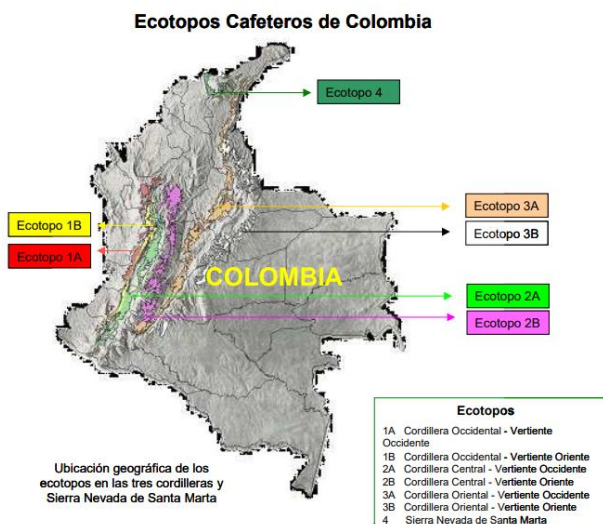 Ecotopos Cafeteros de Colombia
Ecotopo 4
Ecotopo 3A
Ecotopo 1B
Ecotopo 3B
Ecotopo 1A
COLOMBIA
Ecotopo 2A
Ecotopo 2B
Ubicación geográfica de los
ecotopos en las tres cordilleras y
Sierra Nevada de Santa Marta
Ecotopos
1A Cordillera Occidental - Vertiente
Occidente
1B Cordillera Occidental - Vertiente Oriente
2A Cordillera Central - Vertiente Occidente
2B Cordillera Central - Vertiente Oriente
3A Cordillera Oriental - Vertiente Occidente
3B Cordillera Oriental - Vertiente Oriente
4 Sierra Nevada de Santa Marta